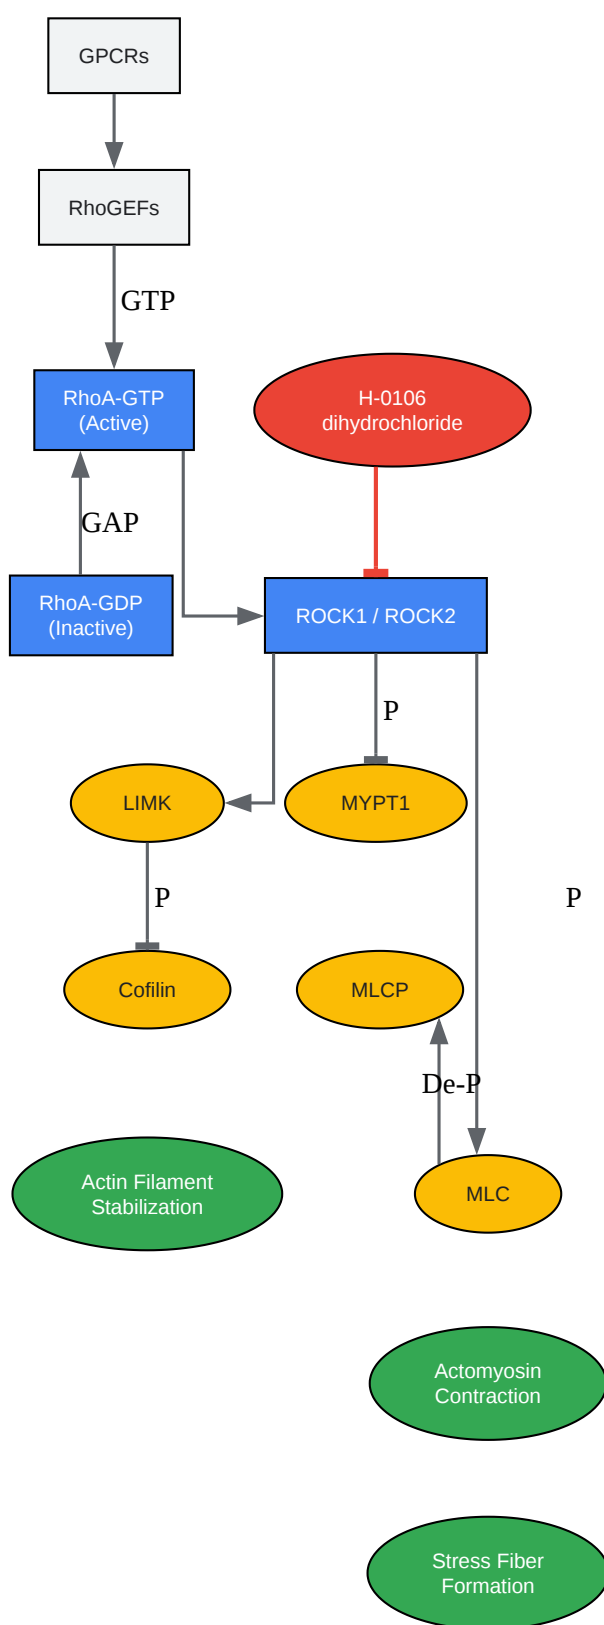 GPCRs
RhoGEFs
GTP
RhoA-GTP
(Active)
H-0106
dihydrochloride
GAP
RhoA-GDP
(Inactive)
ROCK1 / ROCK2
P
LIMK
MYPT1
P
P
Cofilin
MLCP
De-P
Actin Filament
Stabilization
MLC
Actomyosin
Contraction
Stress Fiber
Formation